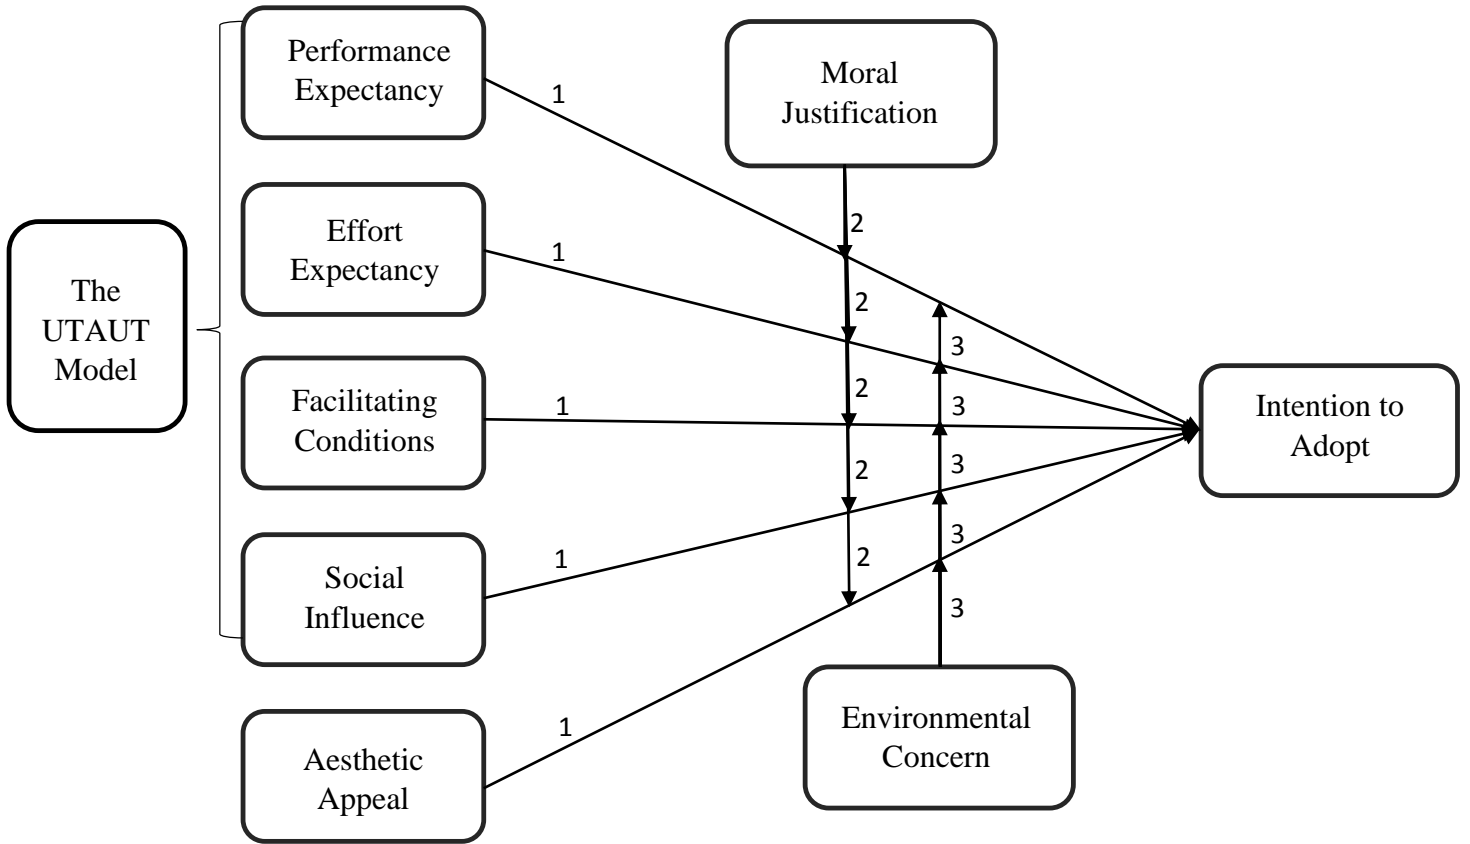 The
UTAUT
Model
Performance
Expectancy
Effort
Expectancy
Facilitating
Conditions
Social
Influence
Aesthetic
Appeal
1
1
1
1
1
Moral
Justification
2
2
2
2
2
3
3
3
3
3
Environmental
Concern
Intention to
Adopt